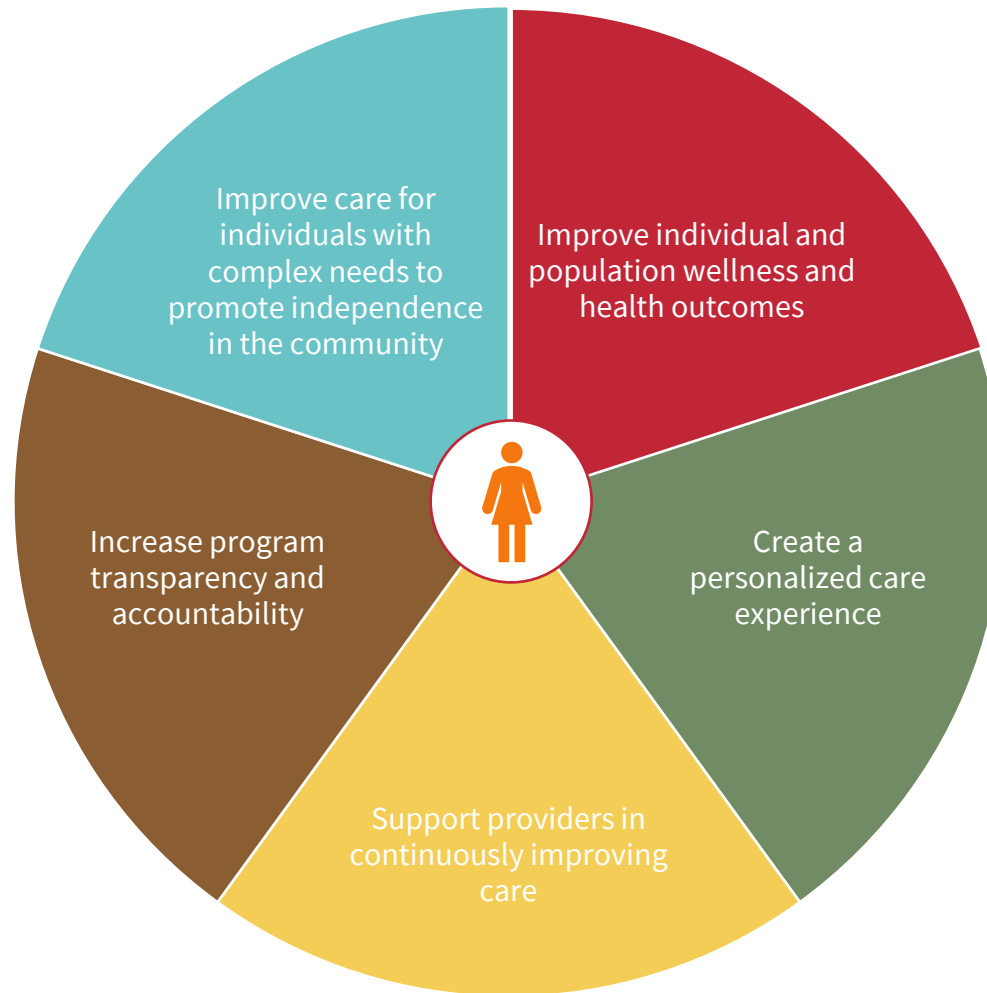 Improve care for
individuals with
complex needs to
promote independence
in the community
Improve individual and
population wellness and
health outcomes
Create a
personalized care
experience
Support providers in
continuously improving
care
Increase program
transparency and
accountability